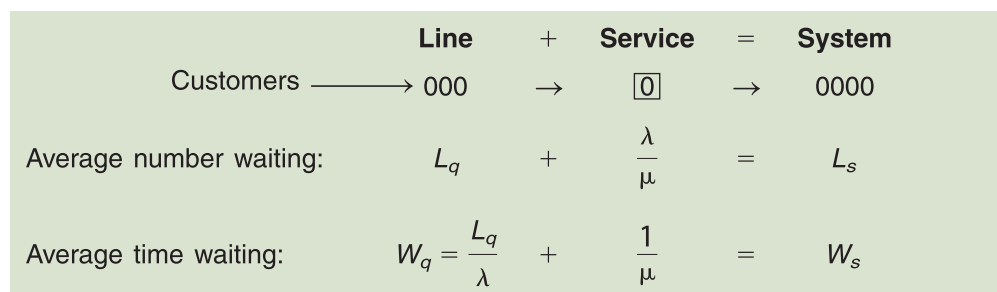 Line + Service = System
Customers ⟶ 000 → 0 → 0000
Average number waiting: Lq + λ/μ = Ls
Average time waiting: Wq = Lq/λ + 1/μ = Ws